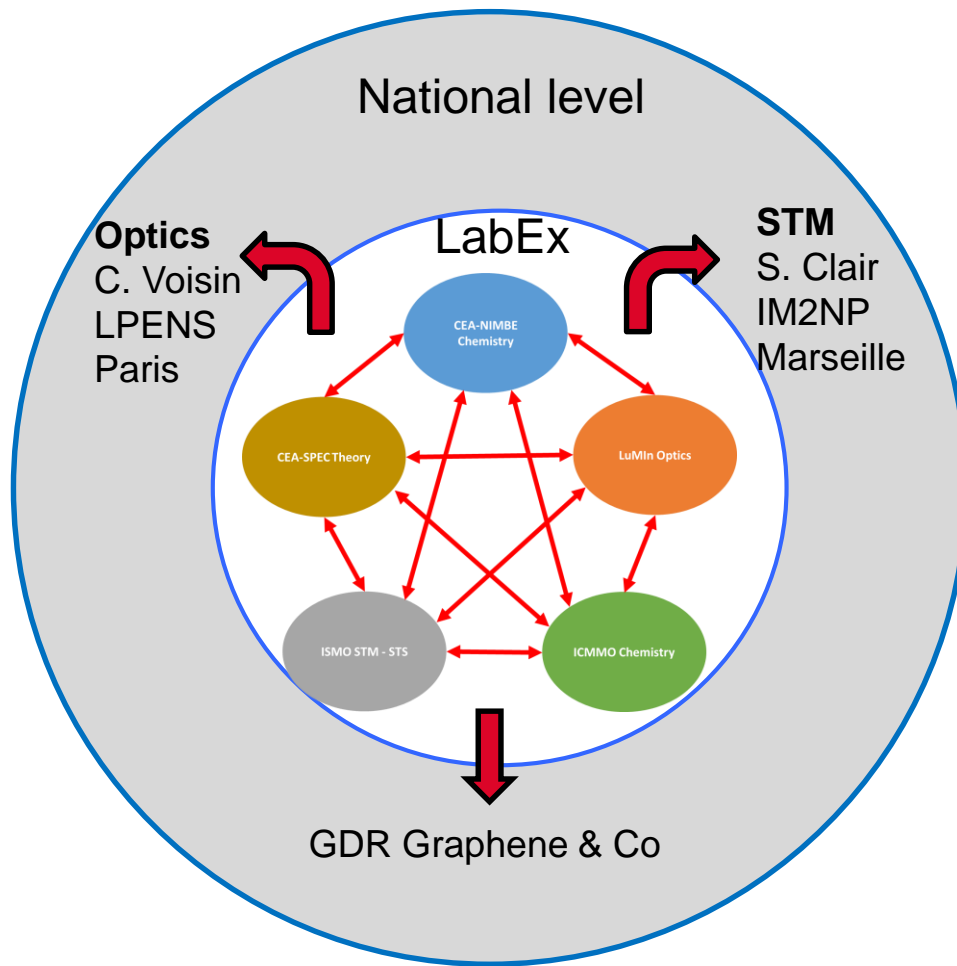 National level
Optics
C. Voisin
LPENS
Paris
LabEx
STM
S. Clair
IM2NP
Marseille
CEA-NIMBE
Chemistry
CEA-SPEC Theory
LuMIn Optics
ISMO STM - STS
ICMMO Chemistry
GDR Graphene & Co